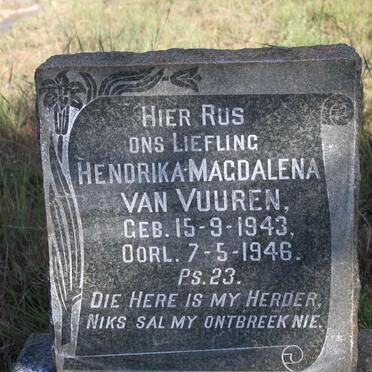 HIER RUS
ONS LIEFLING
HENDRIKA MAGDALENA
VAN VUUREN,
GEB. 15-9-1943,
OORL. 7-5-1946.
PS. 23.
DIE HERE IS MY HERDER,
NIKS SAL MY ONTBREEK NIE.